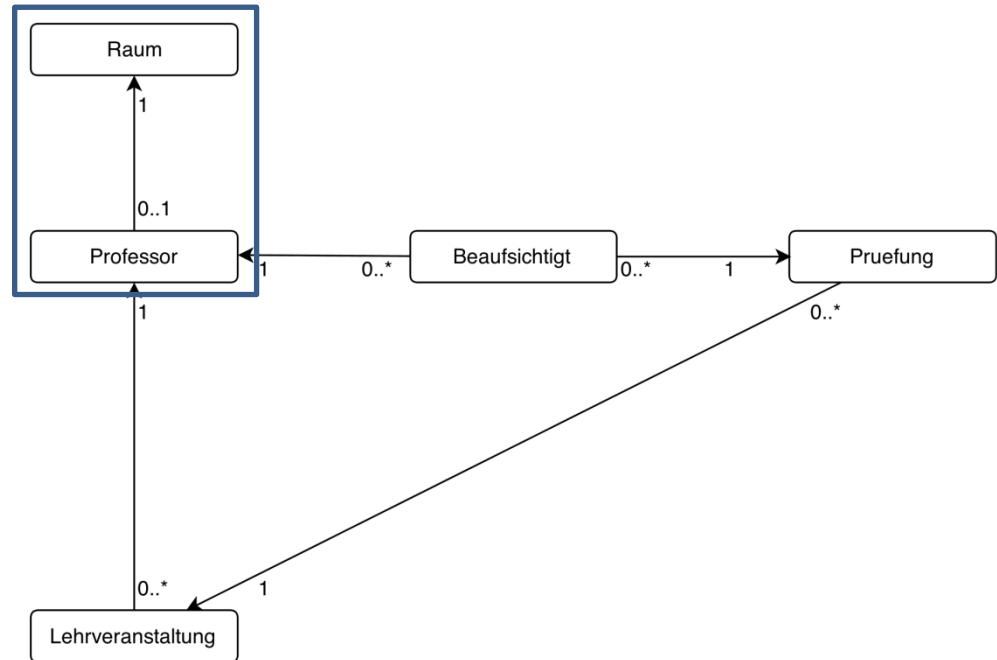 Raum
1
0..1
Professor
1
0..*
Beaufsichtigt
0..*
1
Pruefung
1
0..*
0..*
1
Lehrveranstaltung